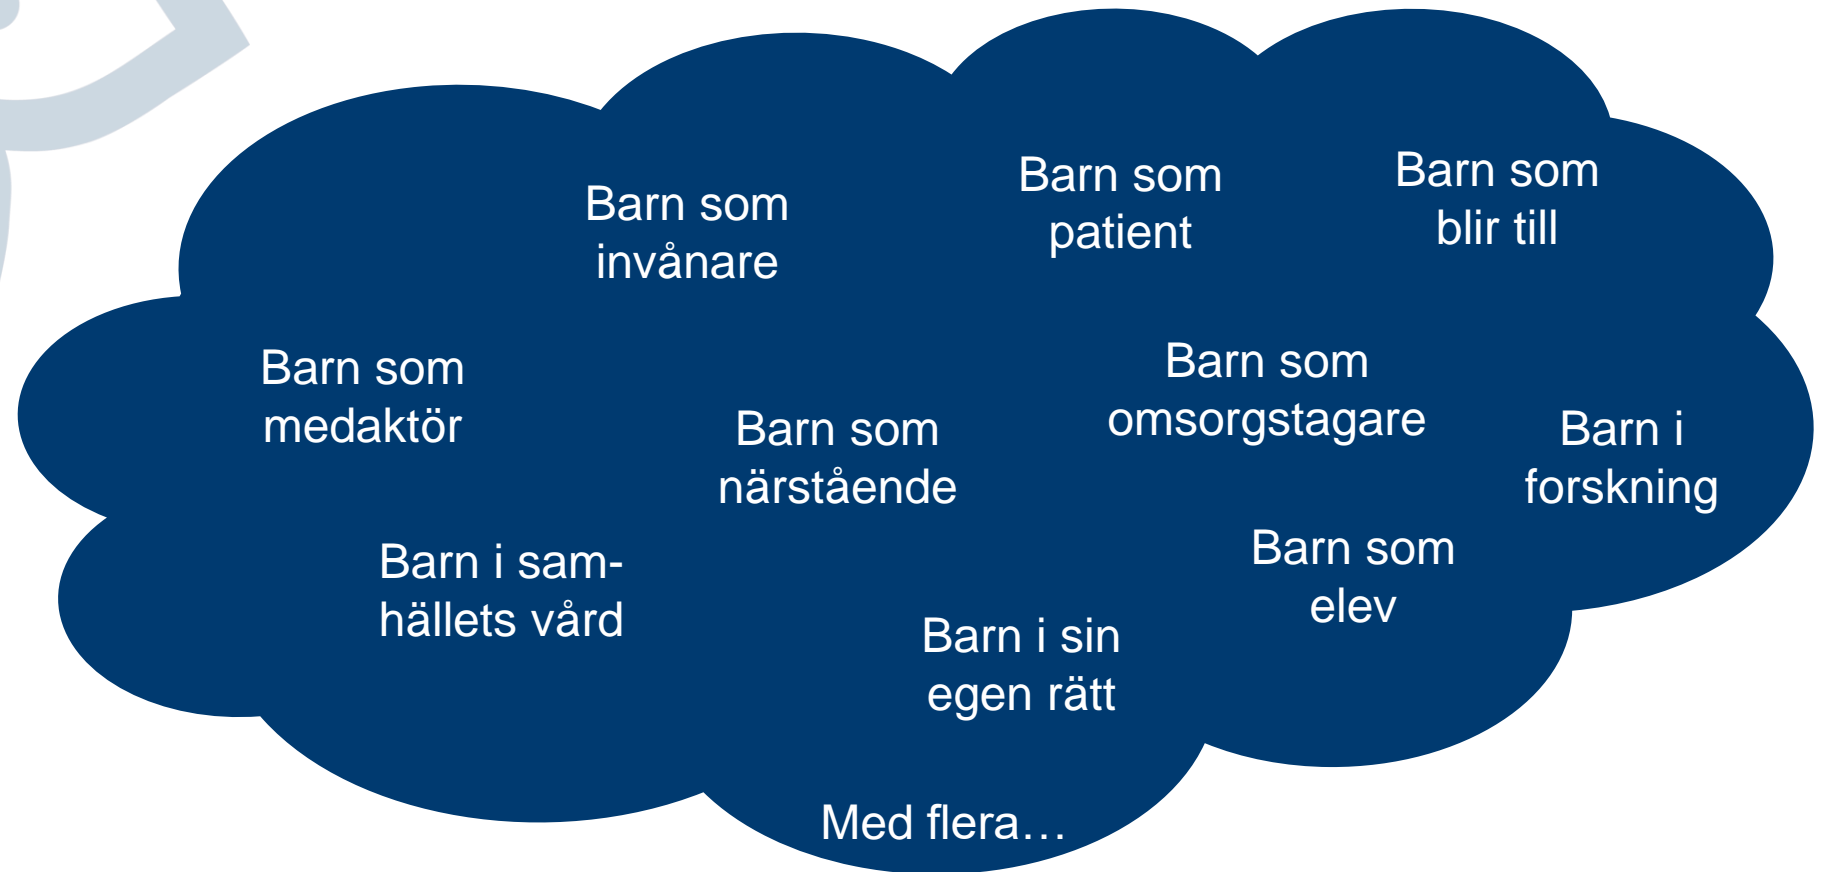 Barn som
invånare
Barn som
patient
Barn som
blir till
Barn som
medaktör
Barn som
närstående
Barn som
omsorgstagare
Barn i
forskning
Barn i sam-
hällets vård
Barn i sin
egen rätt
Barn som
elev
Med flera…